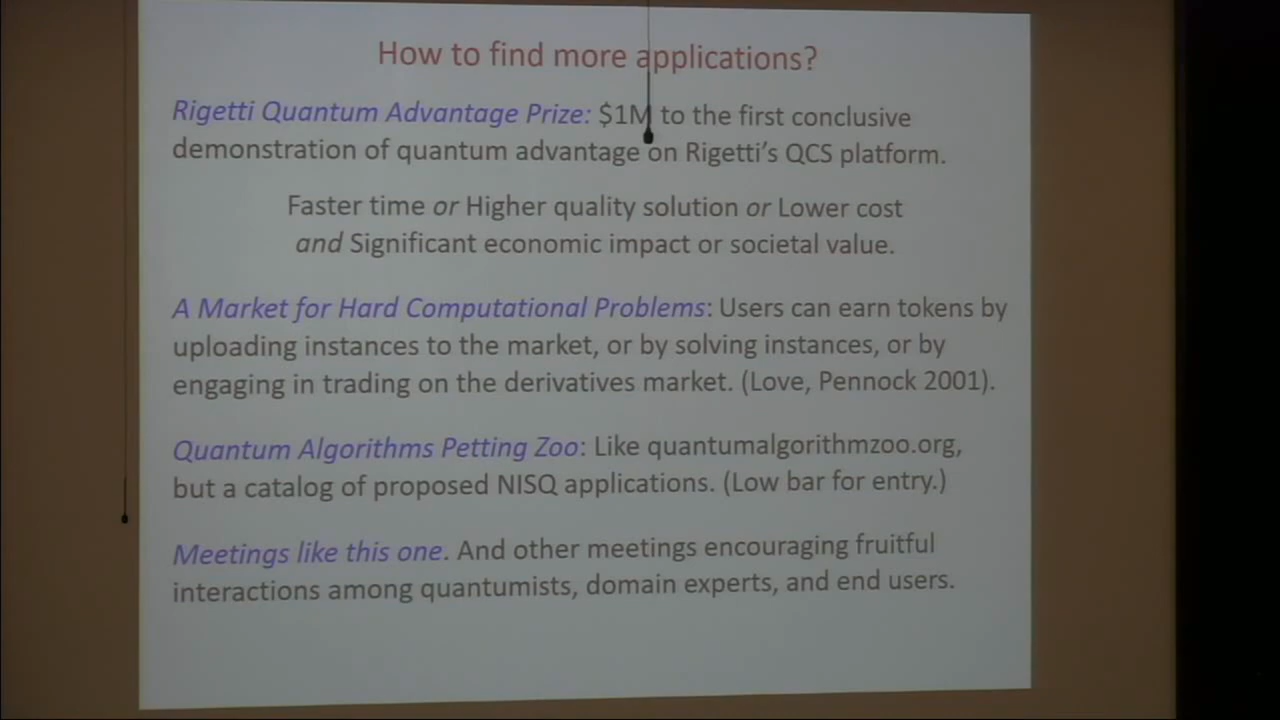 How to find more applications?
Rigetti Quantum Advantage Prize: $1M to the first conclusive
demonstration of quantum advantage on Rigetti's QCS platform.
Faster time or Higher quality solution or Lower cost
and Significant economic impact or societal value.
A Market for Hard Computational Problems: Users can earn tokens by
uploading instances to the market, or by solving instances, or by
engaging in trading on the derivatives market. (Love, Pennock 2001).
Quantum Algorithms Petting Zoo: Like quantumalgorithmzoo.org,
but a catalog of proposed NISQ applications. (Low bar for entry.)
Meetings like this one. And other meetings encouraging fruitful
interactions among quantumists, domain experts, and end users.